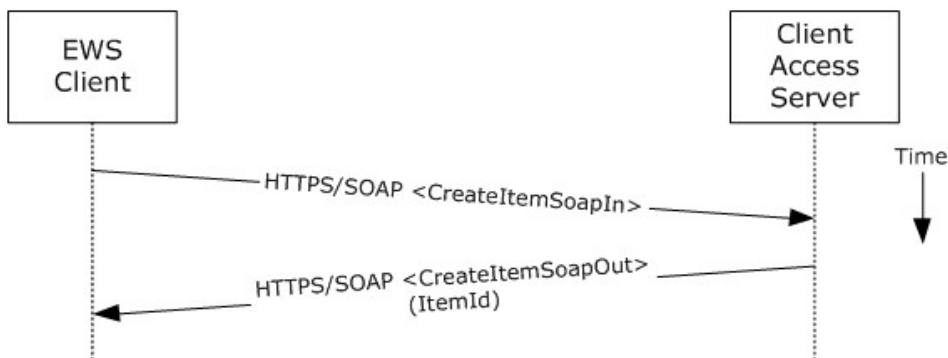 EWS
Client
Client
Access
Server
Time
HTTPS/SOAP <CreateItemSoapIn>
HTTPS/SOAP <CreateItemSoapOut>
(ItemId)